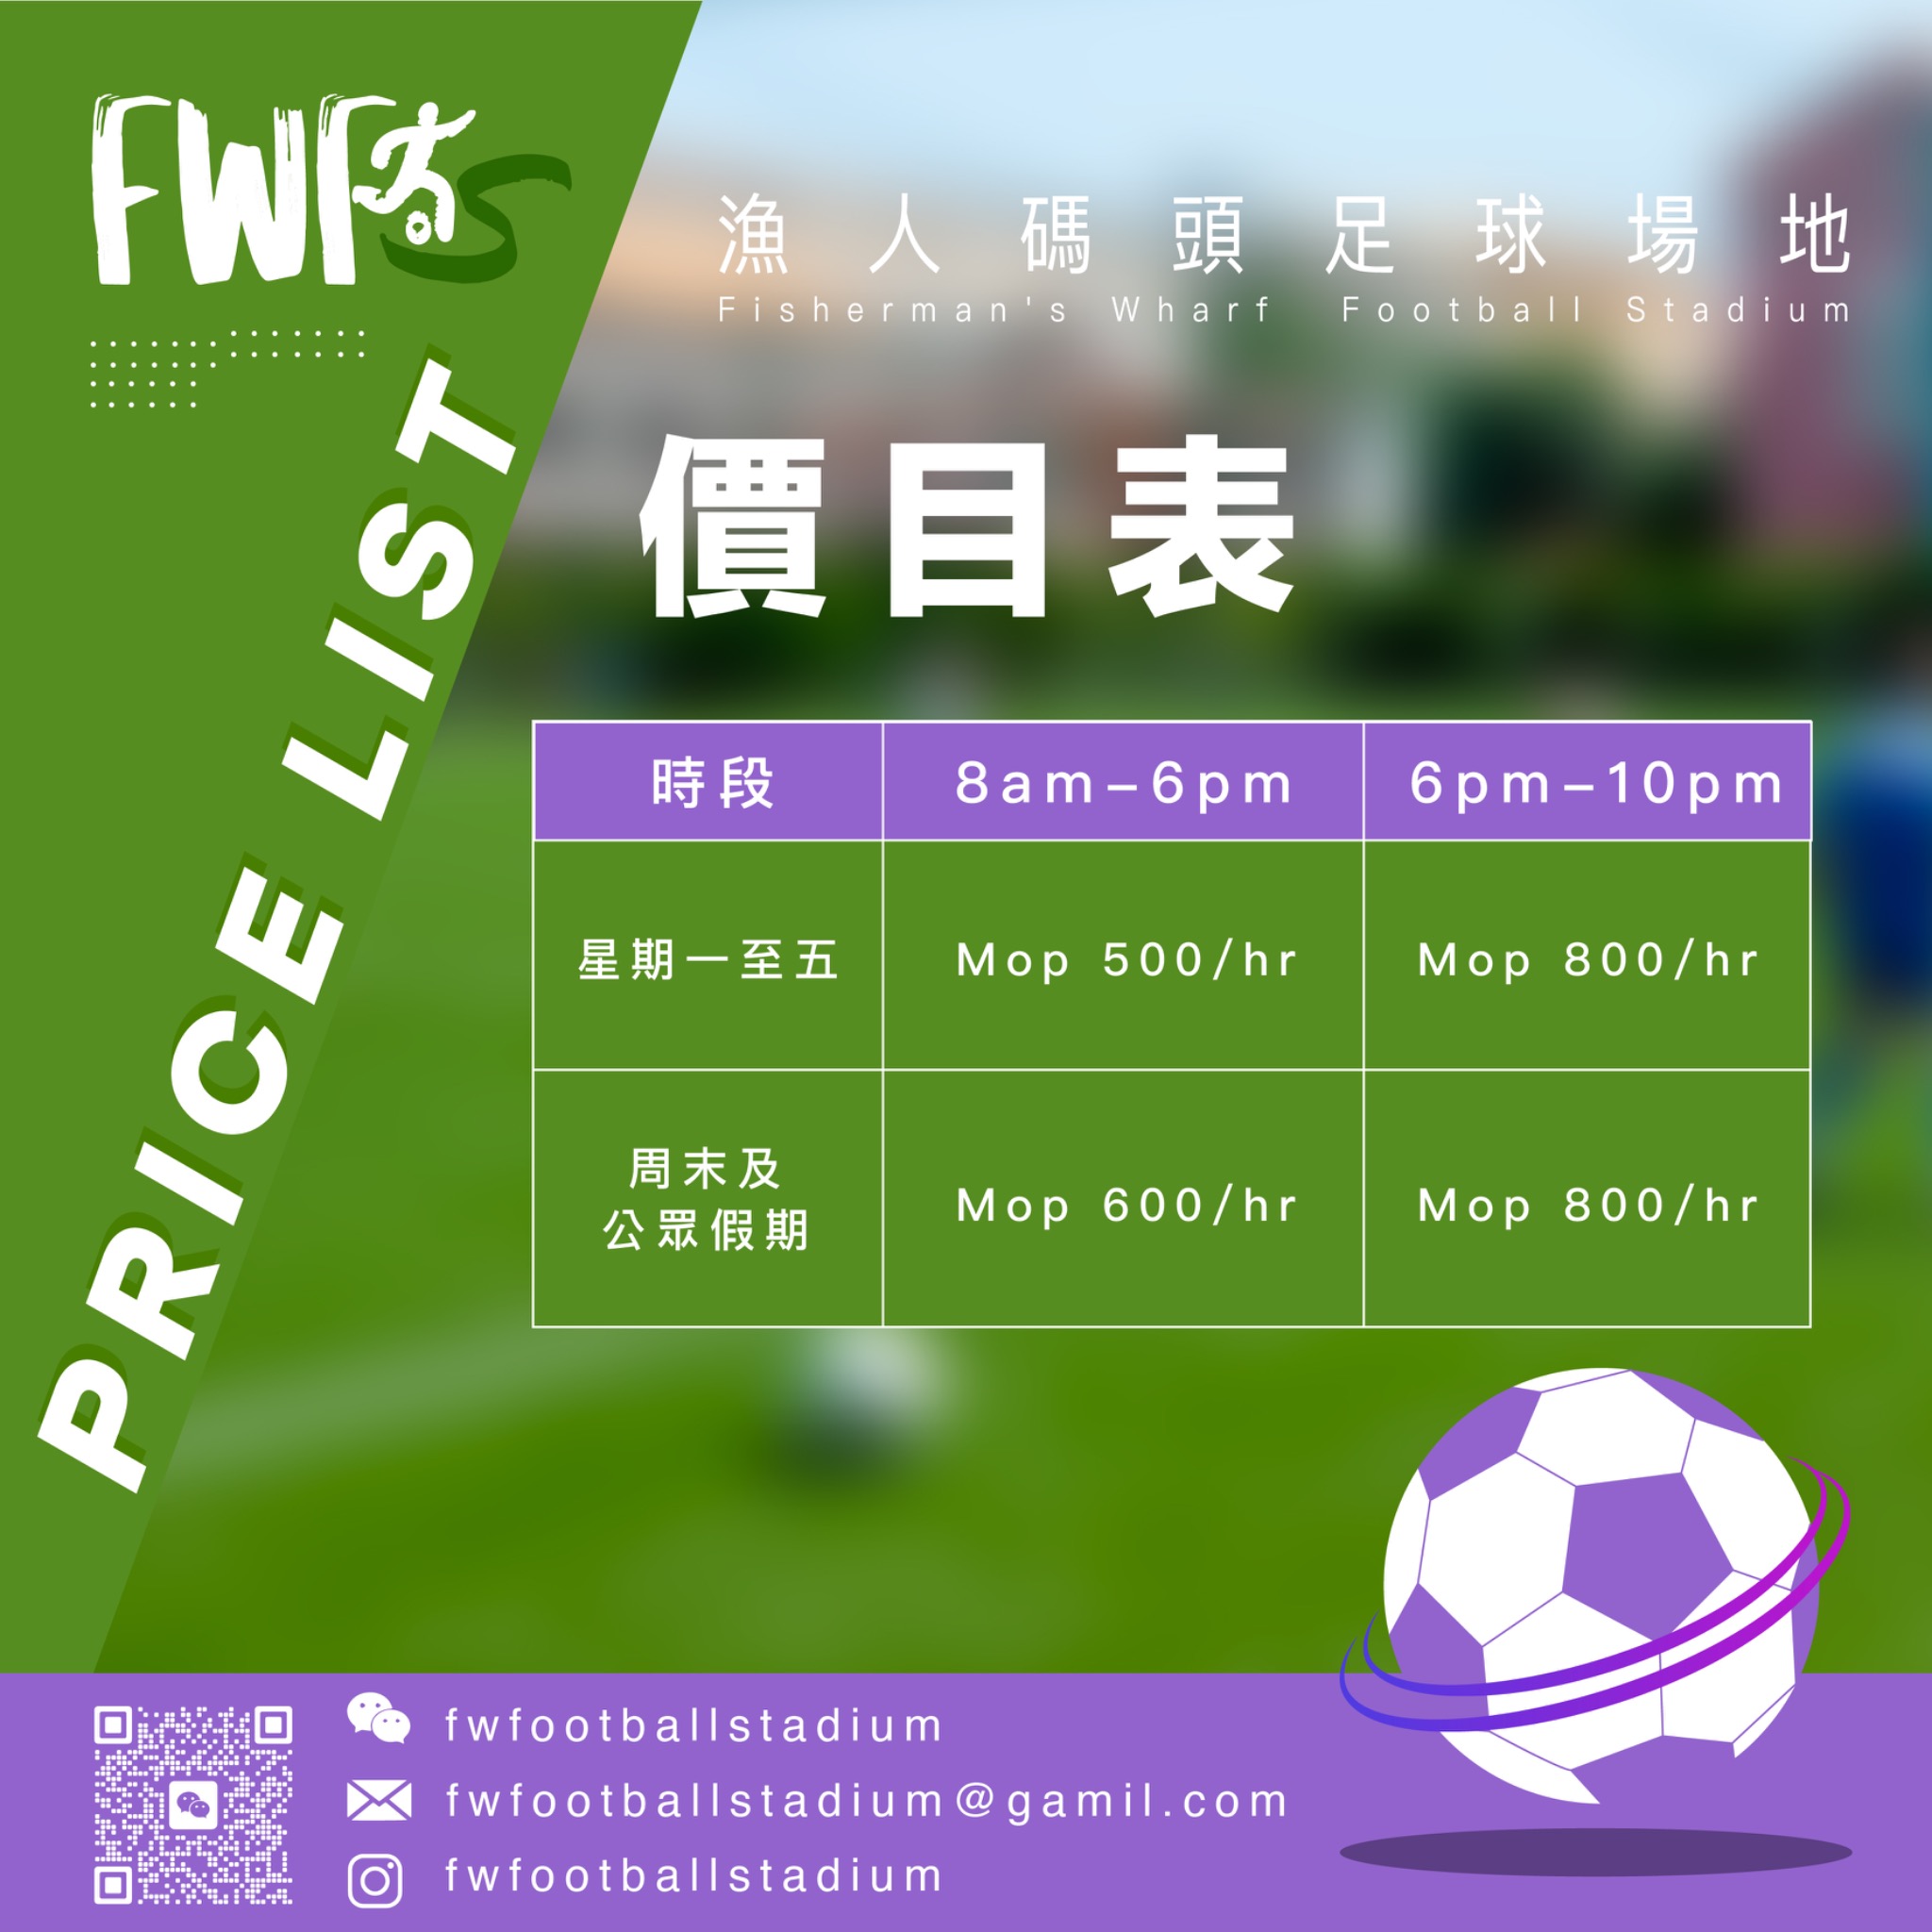 FWFS
漁人碼頭足球場地
Fisherman's Wharf Football Stadium
PRICE LIST
價目表
時段 8am–6pm 6pm–10pm
星期一至五 Mop 500/hr Mop 800/hr
周末及
公眾假期 Mop 600/hr Mop 800/hr
fwfootballstadium
fwfootballstadium@gamil.com
fwfootballstadium